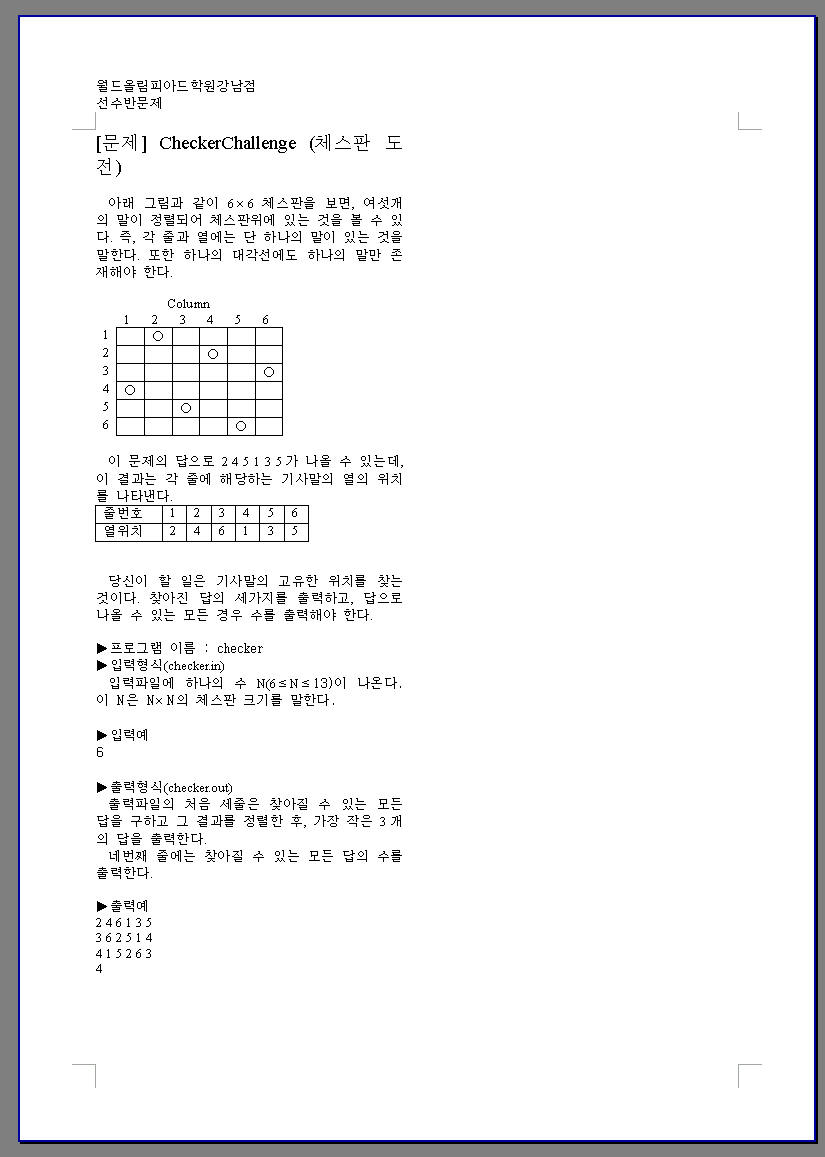 월드올림피아드학원강남점
선수반문제
[문제] CheckerChallenge (체스판 도
전)
아래 그림과 같이 6×6 체스판을 보면, 여섯개
의 말이 정렬되어 체스판위에 있는 것을 볼 수 있
다. 즉, 각 줄과 열에는 단 하나의 말이 있는 것을
말한다. 또한 하나의 대각선에도 하나의 말만 존
재해야 한다.
Column
1 2 3 4 5 6
1
2
3
4
5
6
이 문제의 답으로 2 4 5 1 3 5가 나올 수 있는데,
이 결과는 각 줄에 해당하는 기사말의 열의 위치
를 나타낸다.
줄번호 1 2 3 4 5 6
열위치 2 4 6 1 3 5
당신이 할 일은 기사말의 고유한 위치를 찾는
것이다. 찾아진 답의 세가지를 출력하고, 답으로
나올 수 있는 모든 경우 수를 출력해야 한다.
▶프로그램 이름 : checker
▶입력형식(checker.in)
입력파일에 하나의 수 N(6≤N≤13)이 나온다.
이 N은 N×N의 체스판 크기를 말한다.
▶입력예
6
▶출력형식(checker.out)
출력파일의 처음 세줄은 찾아질 수 있는 모든
답을 구하고 그 결과를 정렬한 후, 가장 작은 3개
의 답을 출력한다.
네번째 줄에는 찾아질 수 있는 모든 답의 수를
출력한다.
▶출력예
2 4 6 1 3 5
3 6 2 5 1 4
4 1 5 2 6 3
4